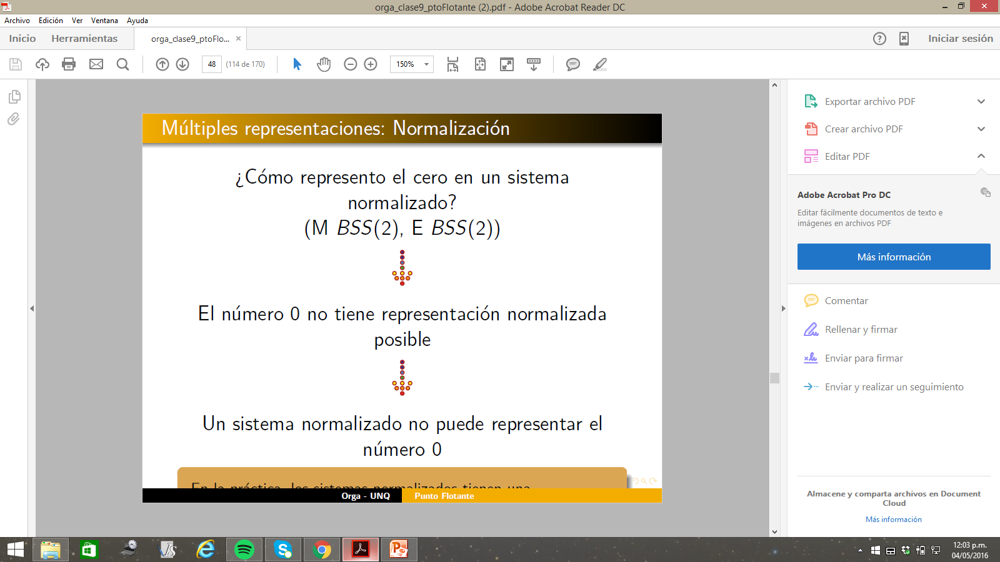 orga_clase9_ptoFlotante (2).pdf - Adobe Acrobat Reader DC
Archivo Edición Ver Ventana Ayuda
Inicio Herramientas orga_clase9_ptoFlo... × Iniciar sesión
48 (114 de 170) 150%
Múltiples representaciones: Normalización
¿Cómo represento el cero en un sistema
normalizado?
(M BSS(2), E BSS(2))
El número 0 no tiene representación normalizada
posible
Un sistema normalizado no puede representar el
número 0
En la práctica, los sistemas normalizados tienen una
Orga - UNQ Punto Flotante
Exportar archivo PDF
Crear archivo PDF
Editar PDF
Adobe Acrobat Pro DC
Editar fácilmente documentos de texto e
imágenes en archivos PDF
Más información
Comentar
Rellenar y firmar
Enviar para firmar
Enviar y realizar un seguimiento
Almacene y comparta archivos en Document
Cloud
Más información
12:03 p.m.
04/05/2016